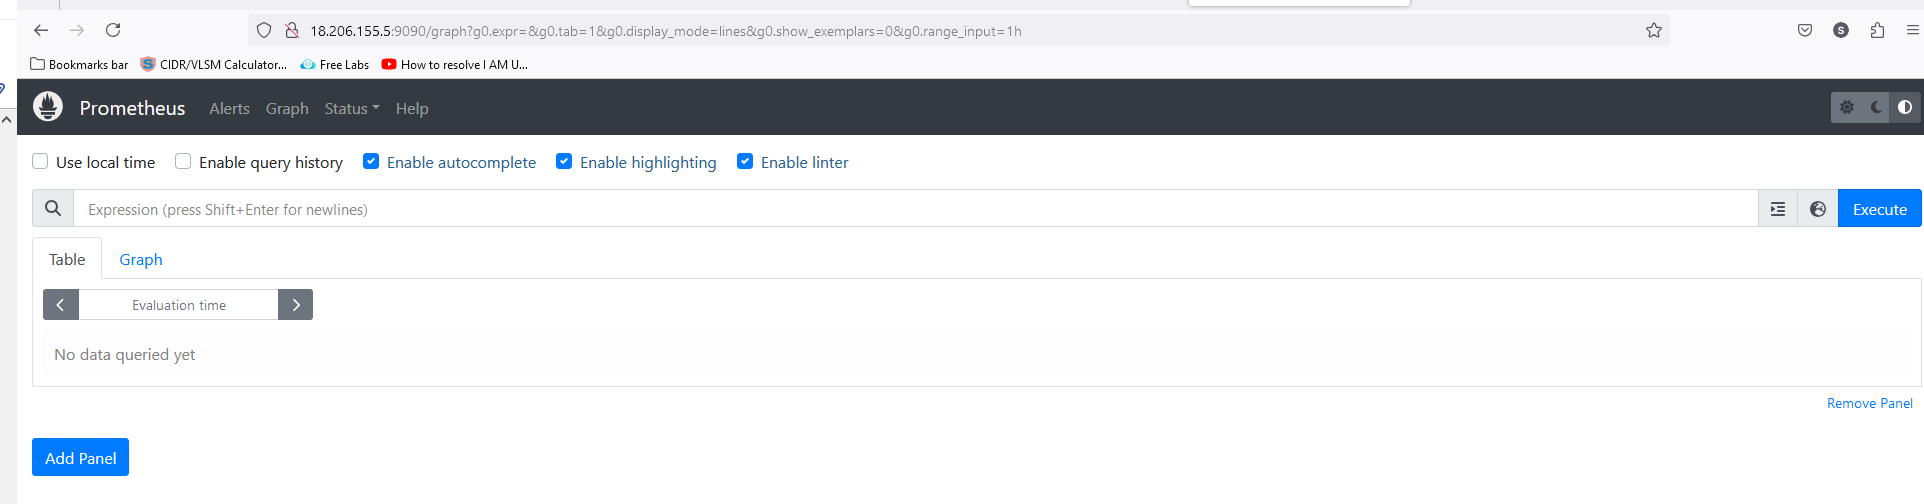 18.206.155.5:9090/graph?g0.expr=&g0.tab=1&g0.display_mode=lines&g0.show_exemplars=0&g0.range_input=1h
S
Bookmarks bar S CIDR/VLSM Calculator... Free Labs How to resolve I AM U...
Prometheus Alerts Graph Status Help
Use local time Enable query history Enable autocomplete Enable highlighting Enable linter
Expression (press Shift+Enter for newlines) Execute
Table Graph
Evaluation time
No data queried yet
Remove Panel
Add Panel